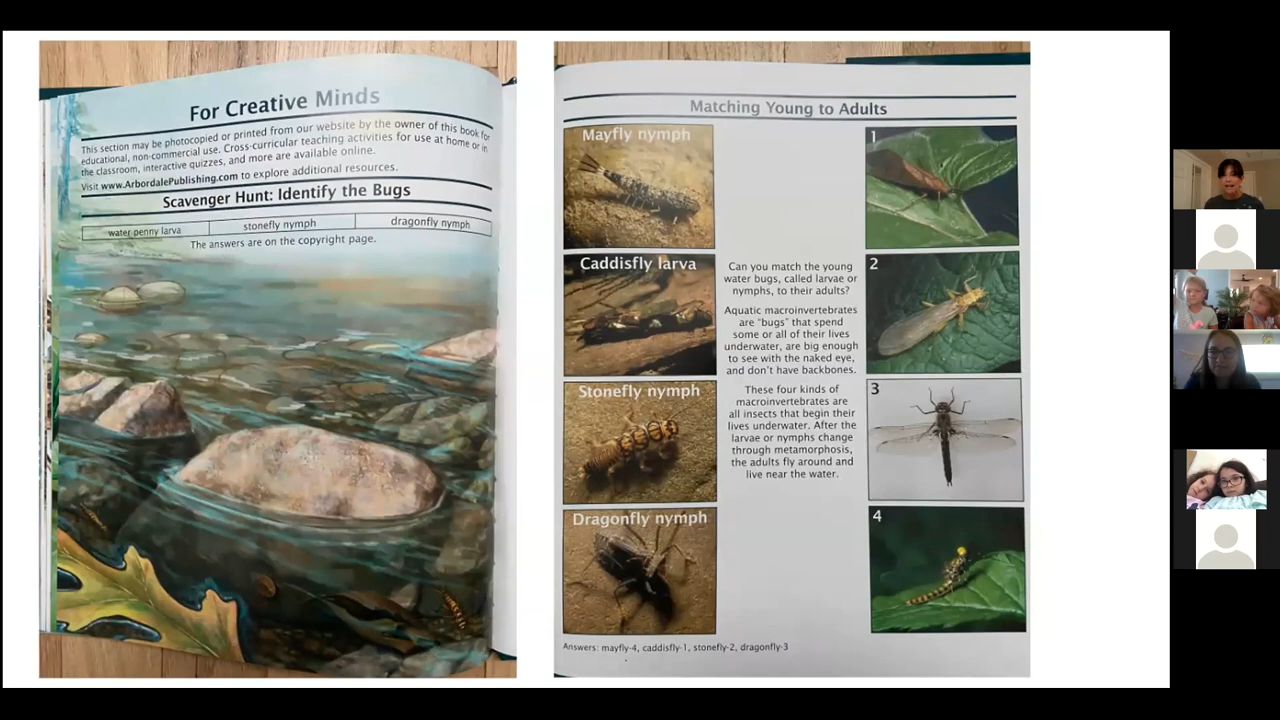 For Creative Minds
This section may be photocopied or printed from our website by the owner of this book for
educational, non-commercial use. Cross-curricular teaching activities for use at home or in
the classroom, interactive quizzes, and more are available online.
Visit www.ArbordalePublishing.com to explore additional resources.
Scavenger Hunt: Identify the Bugs
water penny larva
stonefly nymph
dragonfly nymph
The answers are on the copyright page.
Matching Young to Adults
Mayfly nymph
1
Caddisfly larva
2
Can you match the young
water bugs, called larvae or
nymphs, to their adults?
Aquatic macroinvertebrates
are "bugs" that spend
some or all of their lives
underwater, are big enough
to see with the naked eye,
and don't have backbones.
Stonefly nymph
3
These four kinds of
macroinvertebrates are
all insects that begin their
lives underwater. After the
larvae or nymphs change
through metamorphosis,
the adults fly around and
live near the water.
Dragonfly nymph
4
Answers: mayfly-4, caddisfly-1, stonefly-2, dragonfly-3